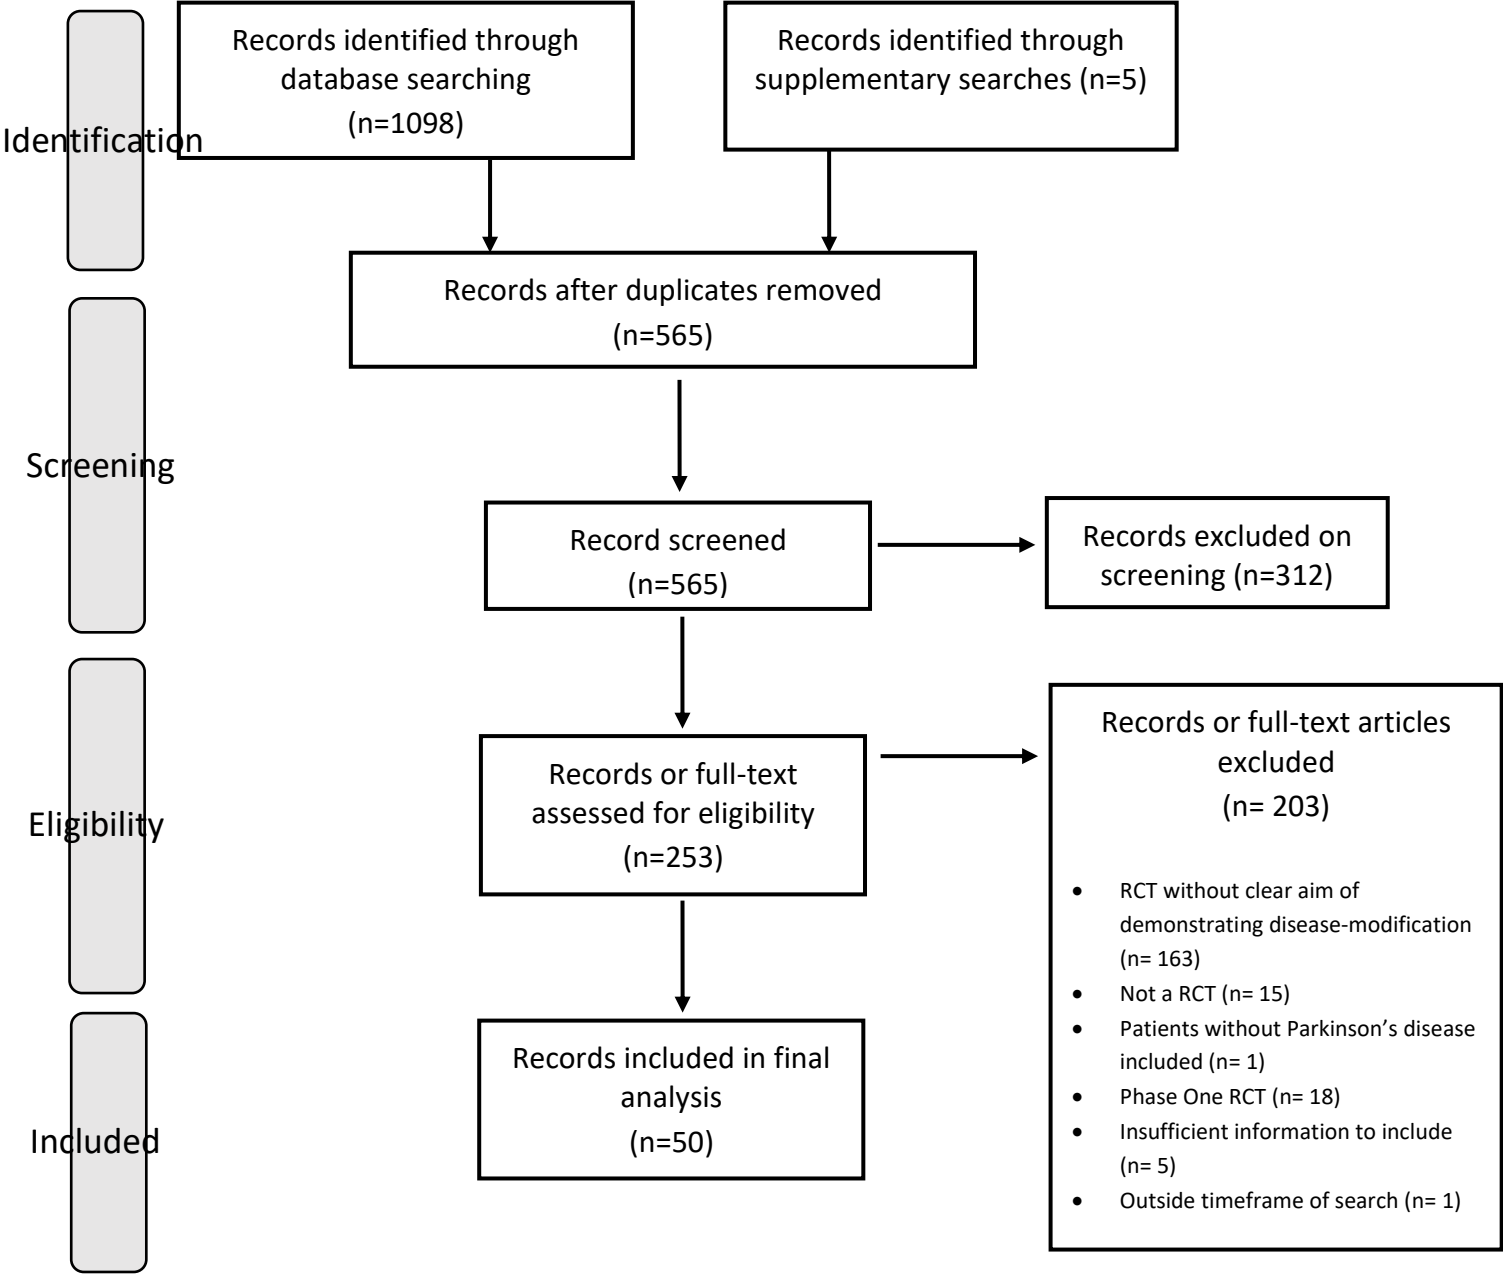 Identification
Records identified through
database searching
(n=1098)
Records identified through
supplementary searches (n=5)
Records after duplicates removed
(n=565)
Screening
Record screened
(n=565)
Records excluded on
screening (n=312)
Eligibility
Records or full-text
assessed for eligibility
(n=253)
Records or full-text articles
excluded
(n= 203)
• RCT without clear aim of
demonstrating disease-modification
(n= 163)
• Not a RCT (n= 15)
• Patients without Parkinson’s disease
included (n= 1)
• Phase One RCT (n= 18)
• Insufficient information to include
(n= 5)
• Outside timeframe of search (n= 1)
Included
Records included in final
analysis
(n=50)